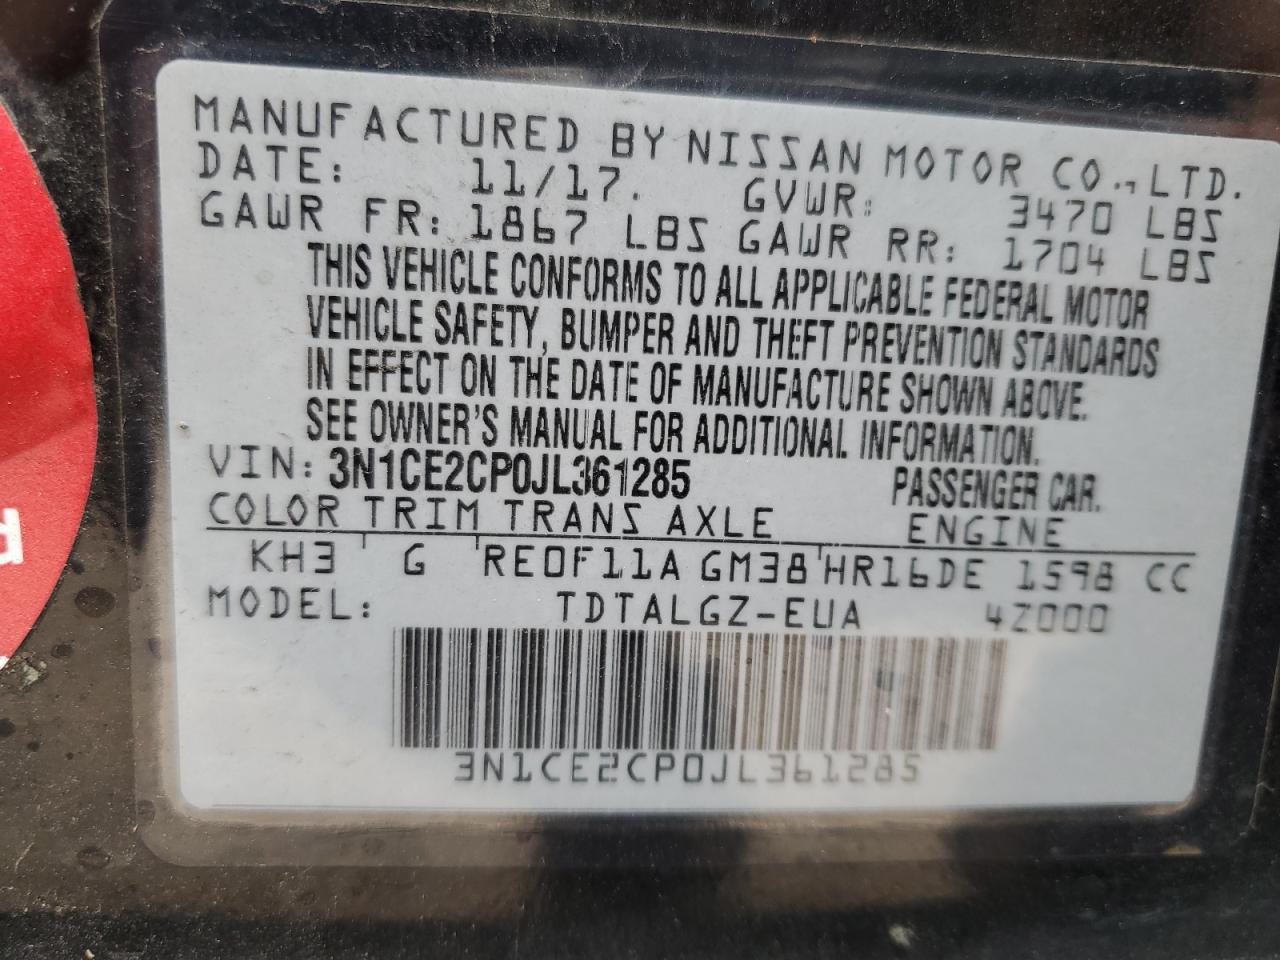 MANUFACTURED BY NISSAN MOTOR CO., LTD.
DATE: 11/17. GVWR: 3470 LBS
GAWR FR: 1867 LBS GAWR RR: 1704 LBS
THIS VEHICLE CONFORMS TO ALL APPLICABLE FEDERAL MOTOR
VEHICLE SAFETY, BUMPER AND THEFT PREVENTION STANDARDS
IN EFFECT ON THE DATE OF MANUFACTURE SHOWN ABOVE.
SEE OWNER'S MANUAL FOR ADDITIONAL INFORMATION.
VIN: 3N1CE2CP0JL361285 PASSENGER CAR.
COLOR TRIM TRANS AXLE ENGINE
KH3 G RE0F11A GM38 HR16DE 1598 CC
MODEL: TDTALGZ-EUA 4Z000
3N1CE2CP0JL361285
R